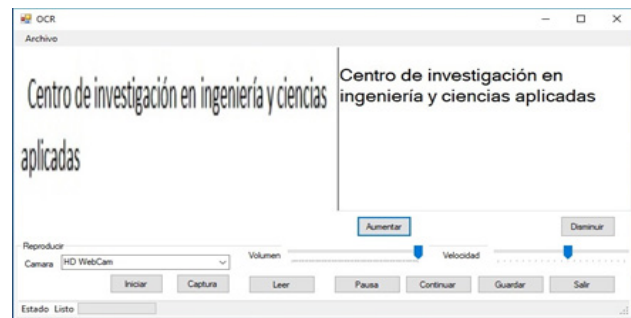 OCR
Archivo
Centro de investigación en ingeniería y ciencias
aplicadas
Centro de investigación en
ingeniería y ciencias aplicadas
Aumentar
Disminuir
Reproducir
Volumen
Velocidad
Camara
HD WebCam
Iniciar
Captura
Leer
Pausa
Continuar
Guardar
Salir
Estado Listo